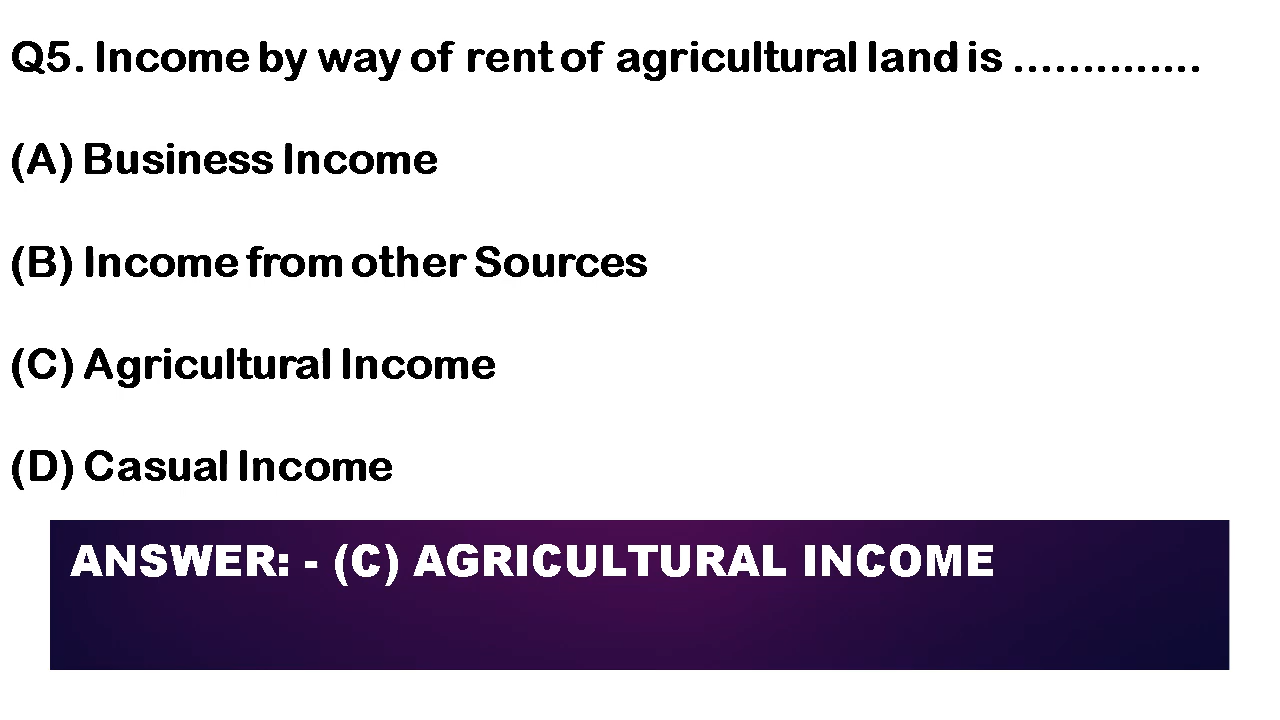 Q5. Income by way of rent of agricultural land is ..............
(A) Business Income
(B) Income from other Sources
(C) Agricultural Income
(D) Casual Income
ANSWER: - (C) AGRICULTURAL INCOME